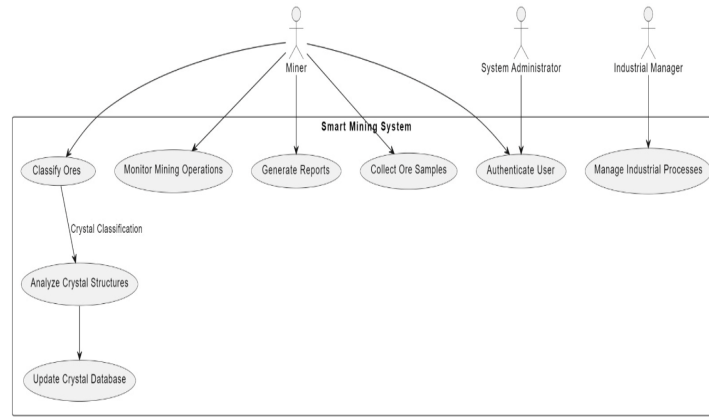 Miner
System Administrator
Industrial Manager
Smart Mining System
Classify Ores
Monitor Mining Operations
Generate Reports
Collect Ore Samples
Authenticate User
Manage Industrial Processes
Crystal Classification
Analyze Crystal Structures
Update Crystal Database